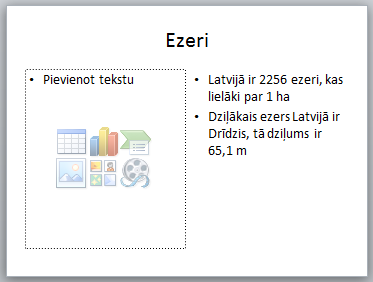 Ezeri
• Pievienot tekstu
• Latvijā ir 2256 ezeri, kas
lielāki par 1 ha
• Dziļākais ezers Latvijā ir
Drīdzis, tā dziļums ir
65,1 m